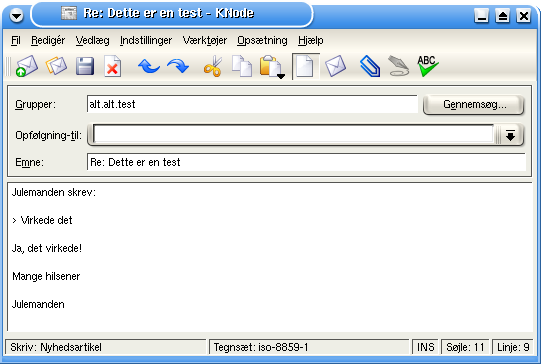 Re: Dette er en test - KNode
Fil Redigér Vedlæg Indstillinger Værktøjer Opsætning Hjælp
ABC
Grupper: alt.alt.test Gennemsøg...
Opfølgning-til:
Emne: Re: Dette er en test
Julemanden skrev:
> Virkede det
Ja, det virkede!
Mange hilsener
Julemanden
Skriv: Nyhedsartikel Tegnsæt: iso-8859-1 INS Søjle: 11 Linje: 9